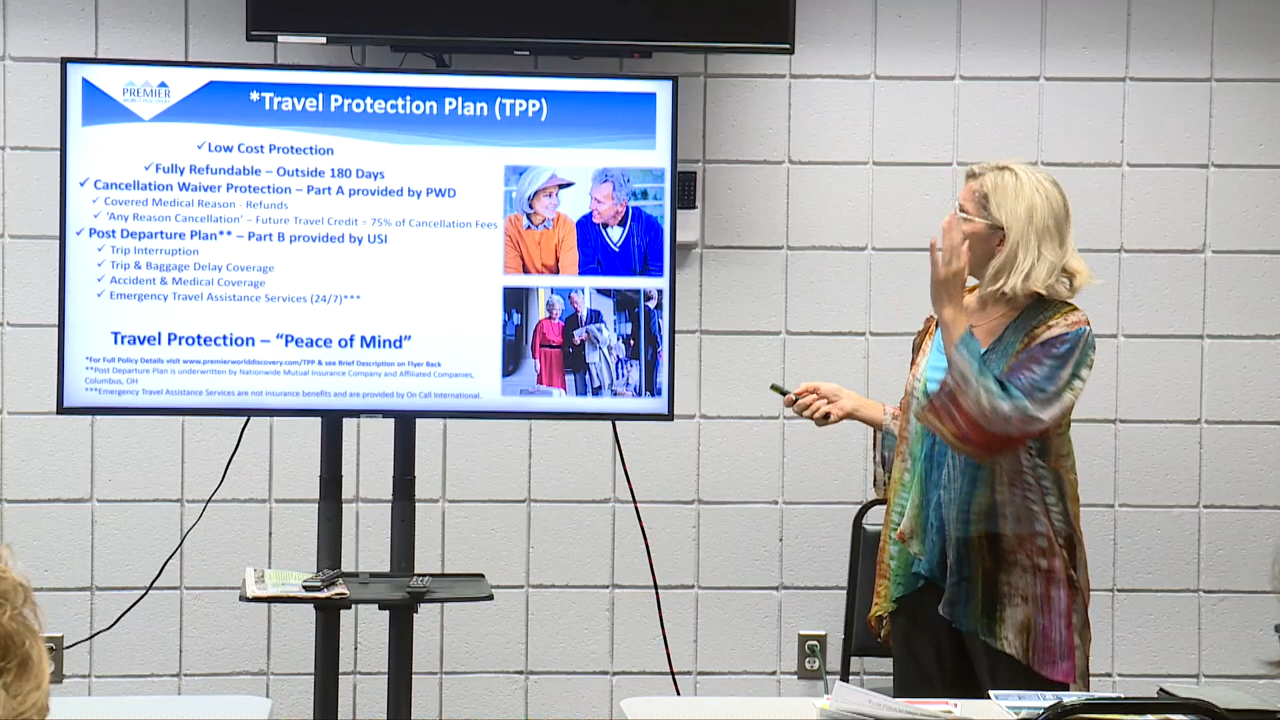 PREMIER
WORLD DISCOVERY
*Travel Protection Plan (TPP)
✓Low Cost Protection
✓Fully Refundable – Outside 180 Days
✓ Cancellation Waiver Protection – Part A provided by PWD
✓ Covered Medical Reason - Refunds
✓ 'Any Reason Cancellation' – Future Travel Credit = 75% of Cancellation Fees
✓ Post Departure Plan** – Part B provided by USI
✓ Trip Interruption
✓ Trip & Baggage Delay Coverage
✓ Accident & Medical Coverage
✓ Emergency Travel Assistance Services (24/7)***
Travel Protection – “Peace of Mind”
*For Full Policy Details visit www.premierworlddiscovery.com/TPP & see Brief Description on Flyer Back
**Post Departure Plan is underwritten by Nationwide Mutual Insurance Company and Affiliated Companies,
Columbus, OH
***Emergency Travel Assistance Services are not insurance benefits and are provided by On Call International.